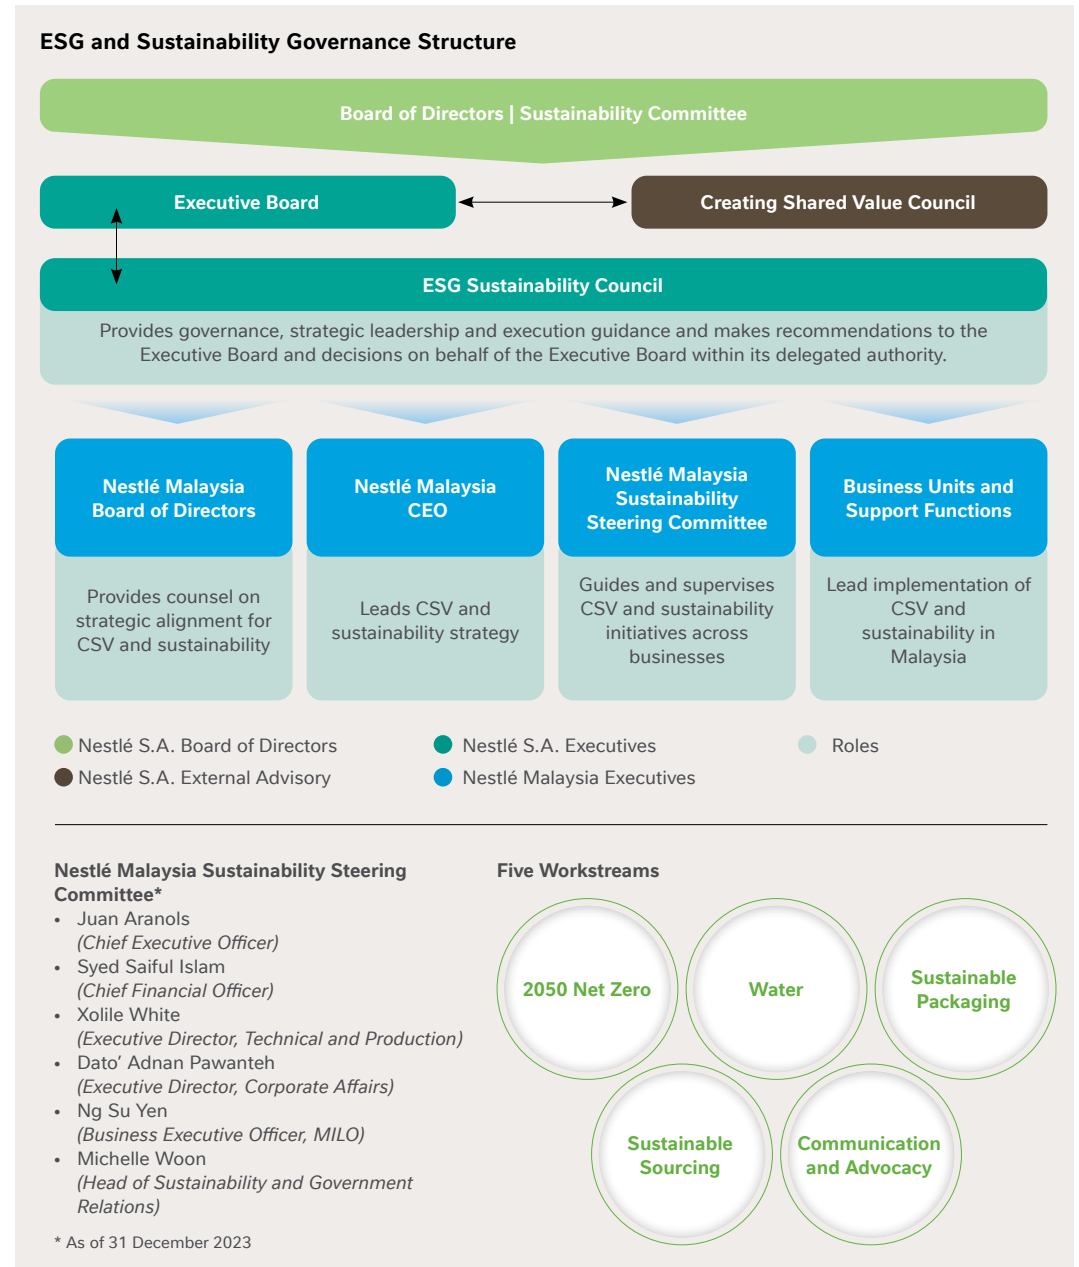 ESG and Sustainability Governance Structure
Board of Directors | Sustainability Committee
Executive Board
Creating Shared Value Council
ESG Sustainability Council
Provides governance, strategic leadership and execution guidance and makes recommendations to the
Executive Board and decisions on behalf of the Executive Board within its delegated authority.
Nestlé Malaysia
Board of Directors
Provides counsel on
strategic alignment for
CSV and sustainability
Nestlé Malaysia
CEO
Leads CSV and
sustainability strategy
Nestlé Malaysia
Sustainability
Steering Committee
Guides and supervises
CSV and sustainability
initiatives across
businesses
Business Units and
Support Functions
Lead implementation of
CSV and
sustainability in
Malaysia
Nestlé S.A. Board of Directors
Nestlé S.A. Executives
Roles
Nestlé S.A. External Advisory
Nestlé Malaysia Executives
Nestlé Malaysia Sustainability Steering
Committee*
• Juan Aranols
(Chief Executive Officer)
• Syed Saiful Islam
(Chief Financial Officer)
• Xolile White
(Executive Director, Technical and Production)
• Dato’ Adnan Pawanteh
(Executive Director, Corporate Affairs)
• Ng Su Yen
(Business Executive Officer, MILO)
• Michelle Woon
(Head of Sustainability and Government
Relations)
* As of 31 December 2023
Five Workstreams
2050 Net Zero
Water
Sustainable
Packaging
Sustainable
Sourcing
Communication
and Advocacy